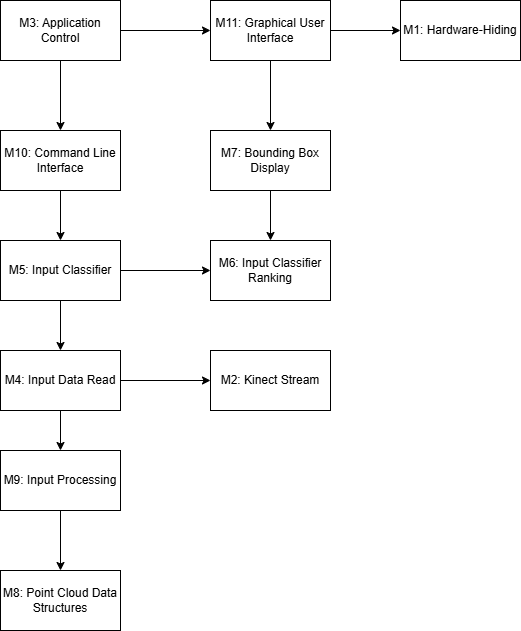 M3: Application
Control
M11: Graphical User
Interface
M1: Hardware-Hiding
M10: Command Line
Interface
M7: Bounding Box
Display
M5: Input Classifier
M6: Input Classifier
Ranking
M4: Input Data Read
M2: Kinect Stream
M9: Input Processing
M8: Point Cloud Data
Structures